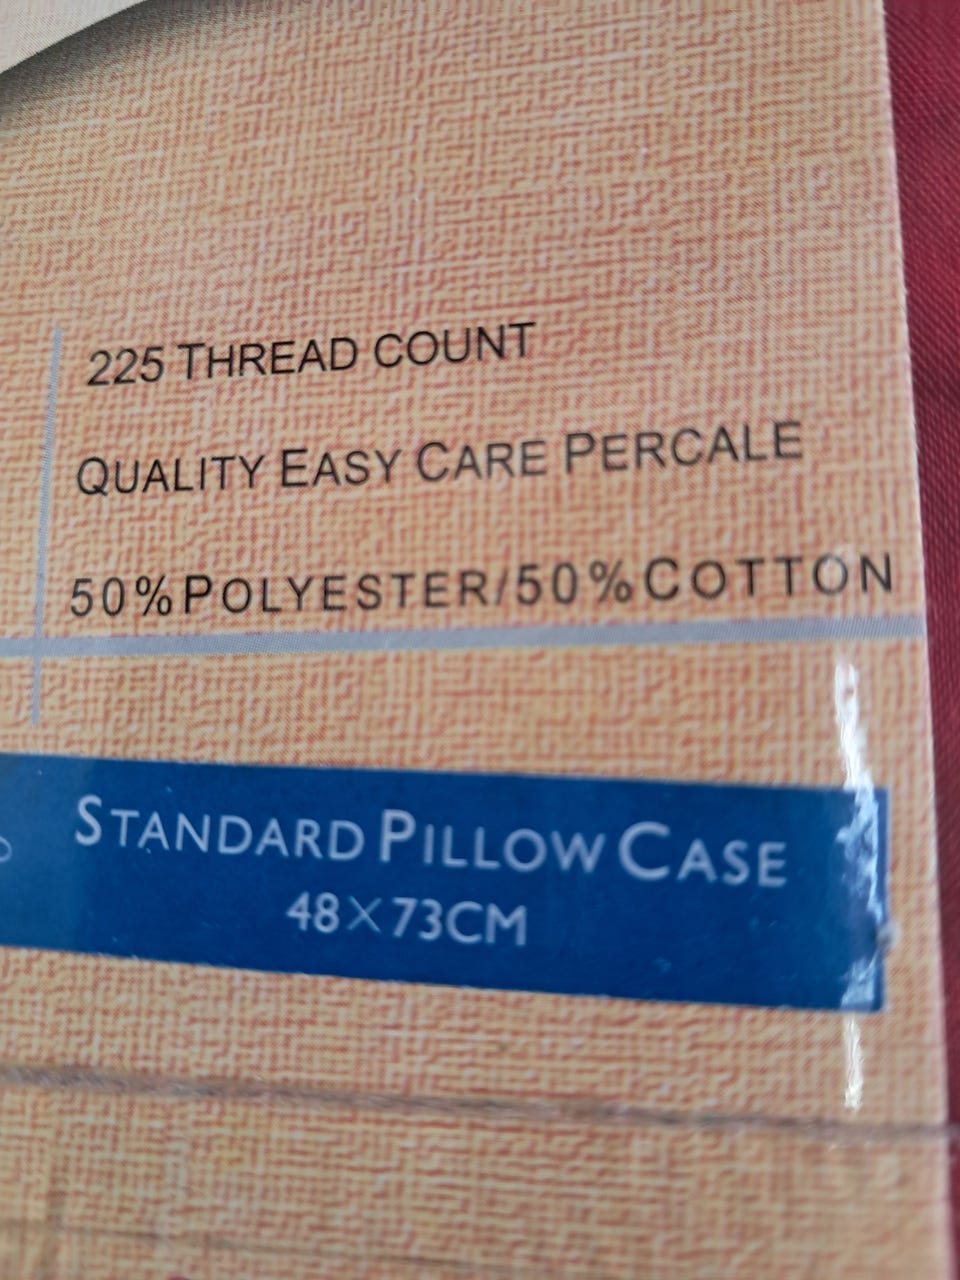 225 THREAD COUNT
QUALITY EASY CARE PERCALE
50%POLYESTER/50%COTTON
STANDARD PILLOW CASE
48×73CM